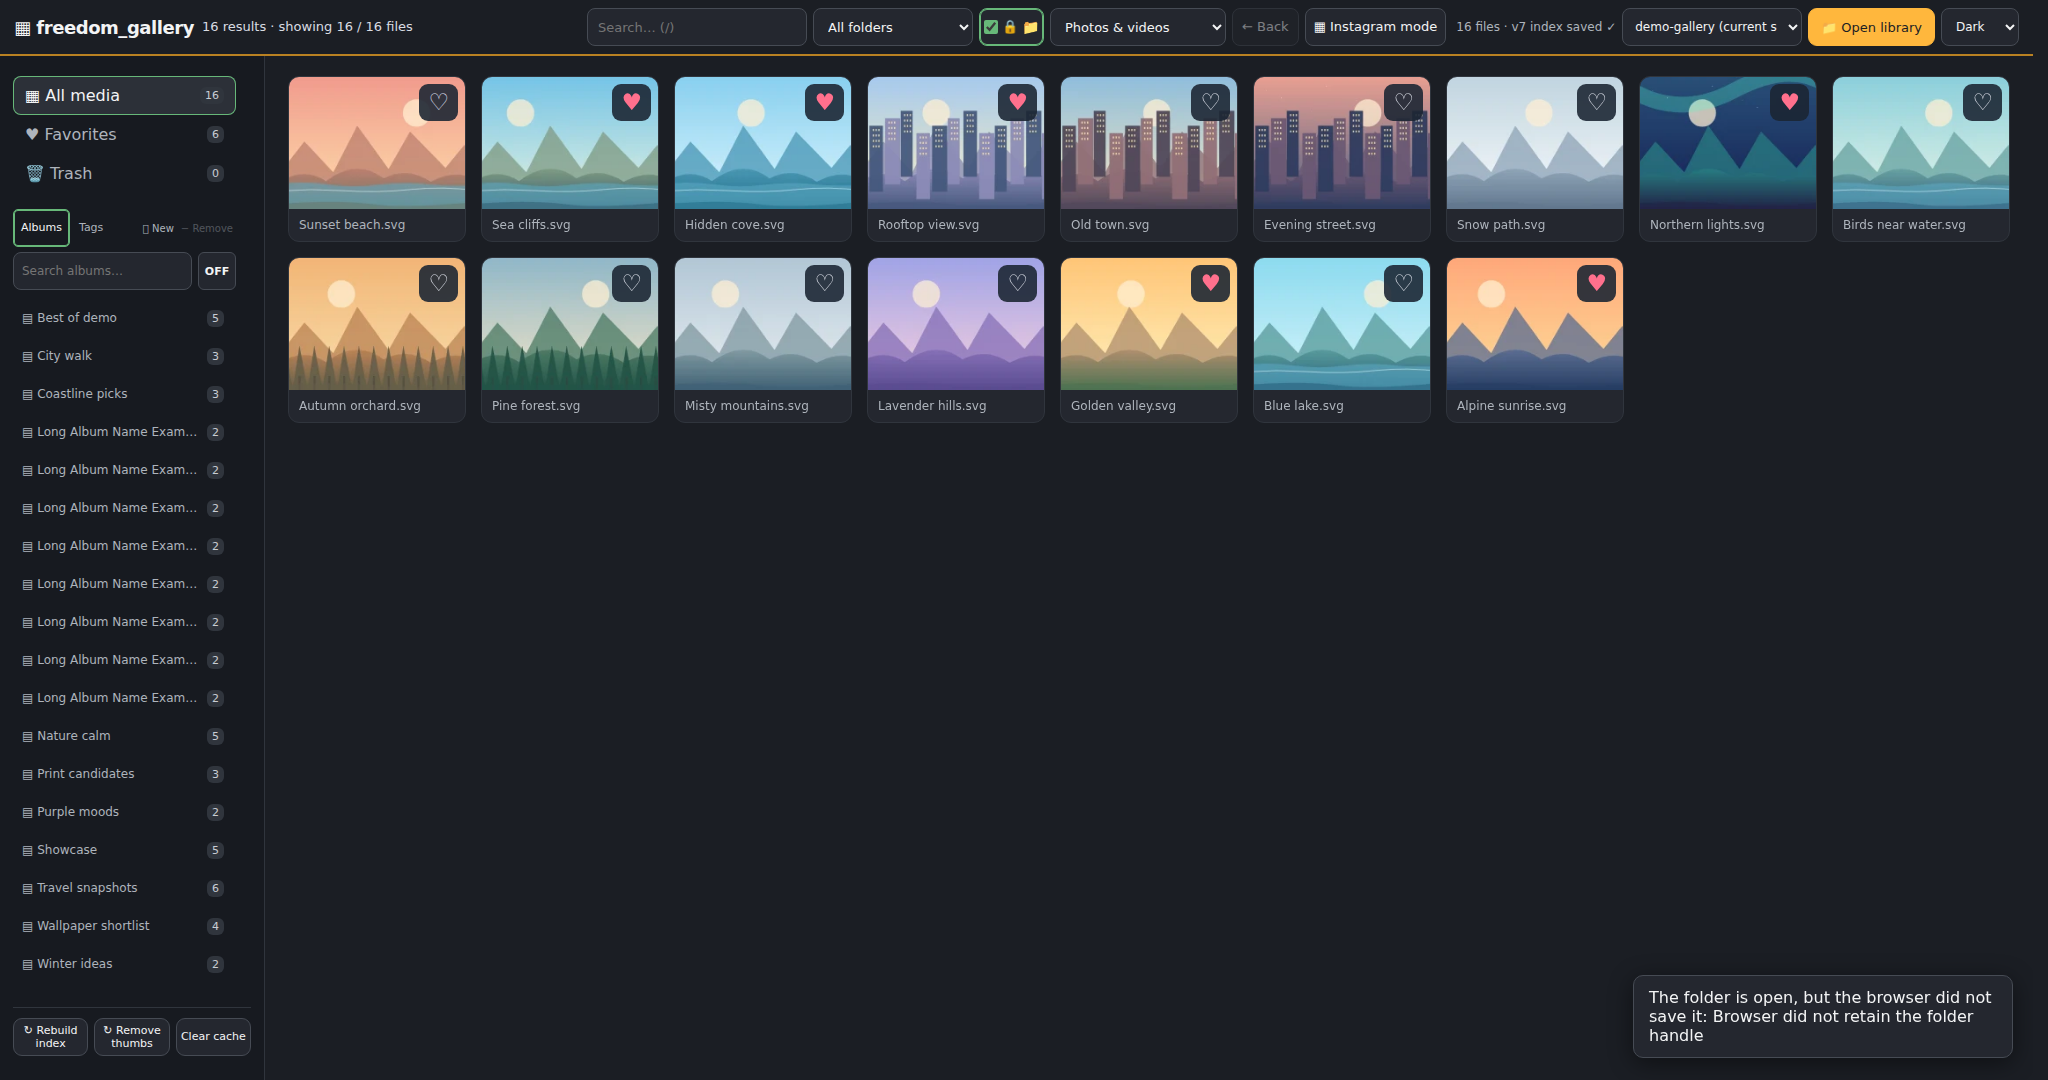 freedom_gallery 16 results · showing 16 / 16 files
Search... (/)
All folders
Photos & videos
← Back
Instagram mode
16 files · v7 index saved ✓
demo-gallery (current s
Open library
Dark
All media 16
Favorites 6
Trash 0
Albums Tags New − Remove
Search albums...
OFF
Best of demo 5
City walk 3
Coastline picks 3
Long Album Name Exam... 2
Long Album Name Exam... 2
Long Album Name Exam... 2
Long Album Name Exam... 2
Long Album Name Exam... 2
Long Album Name Exam... 2
Long Album Name Exam... 2
Long Album Name Exam... 2
Nature calm 5
Print candidates 3
Purple moods 2
Showcase 5
Travel snapshots 6
Wallpaper shortlist 4
Winter ideas 2
↻ Rebuild
index
↻ Remove
thumbs
Clear cache
Sunset beach.svg
Sea cliffs.svg
Hidden cove.svg
Rooftop view.svg
Old town.svg
Evening street.svg
Snow path.svg
Northern lights.svg
Birds near water.svg
Autumn orchard.svg
Pine forest.svg
Misty mountains.svg
Lavender hills.svg
Golden valley.svg
Blue lake.svg
Alpine sunrise.svg
The folder is open, but the browser did not
save it: Browser did not retain the folder
handle